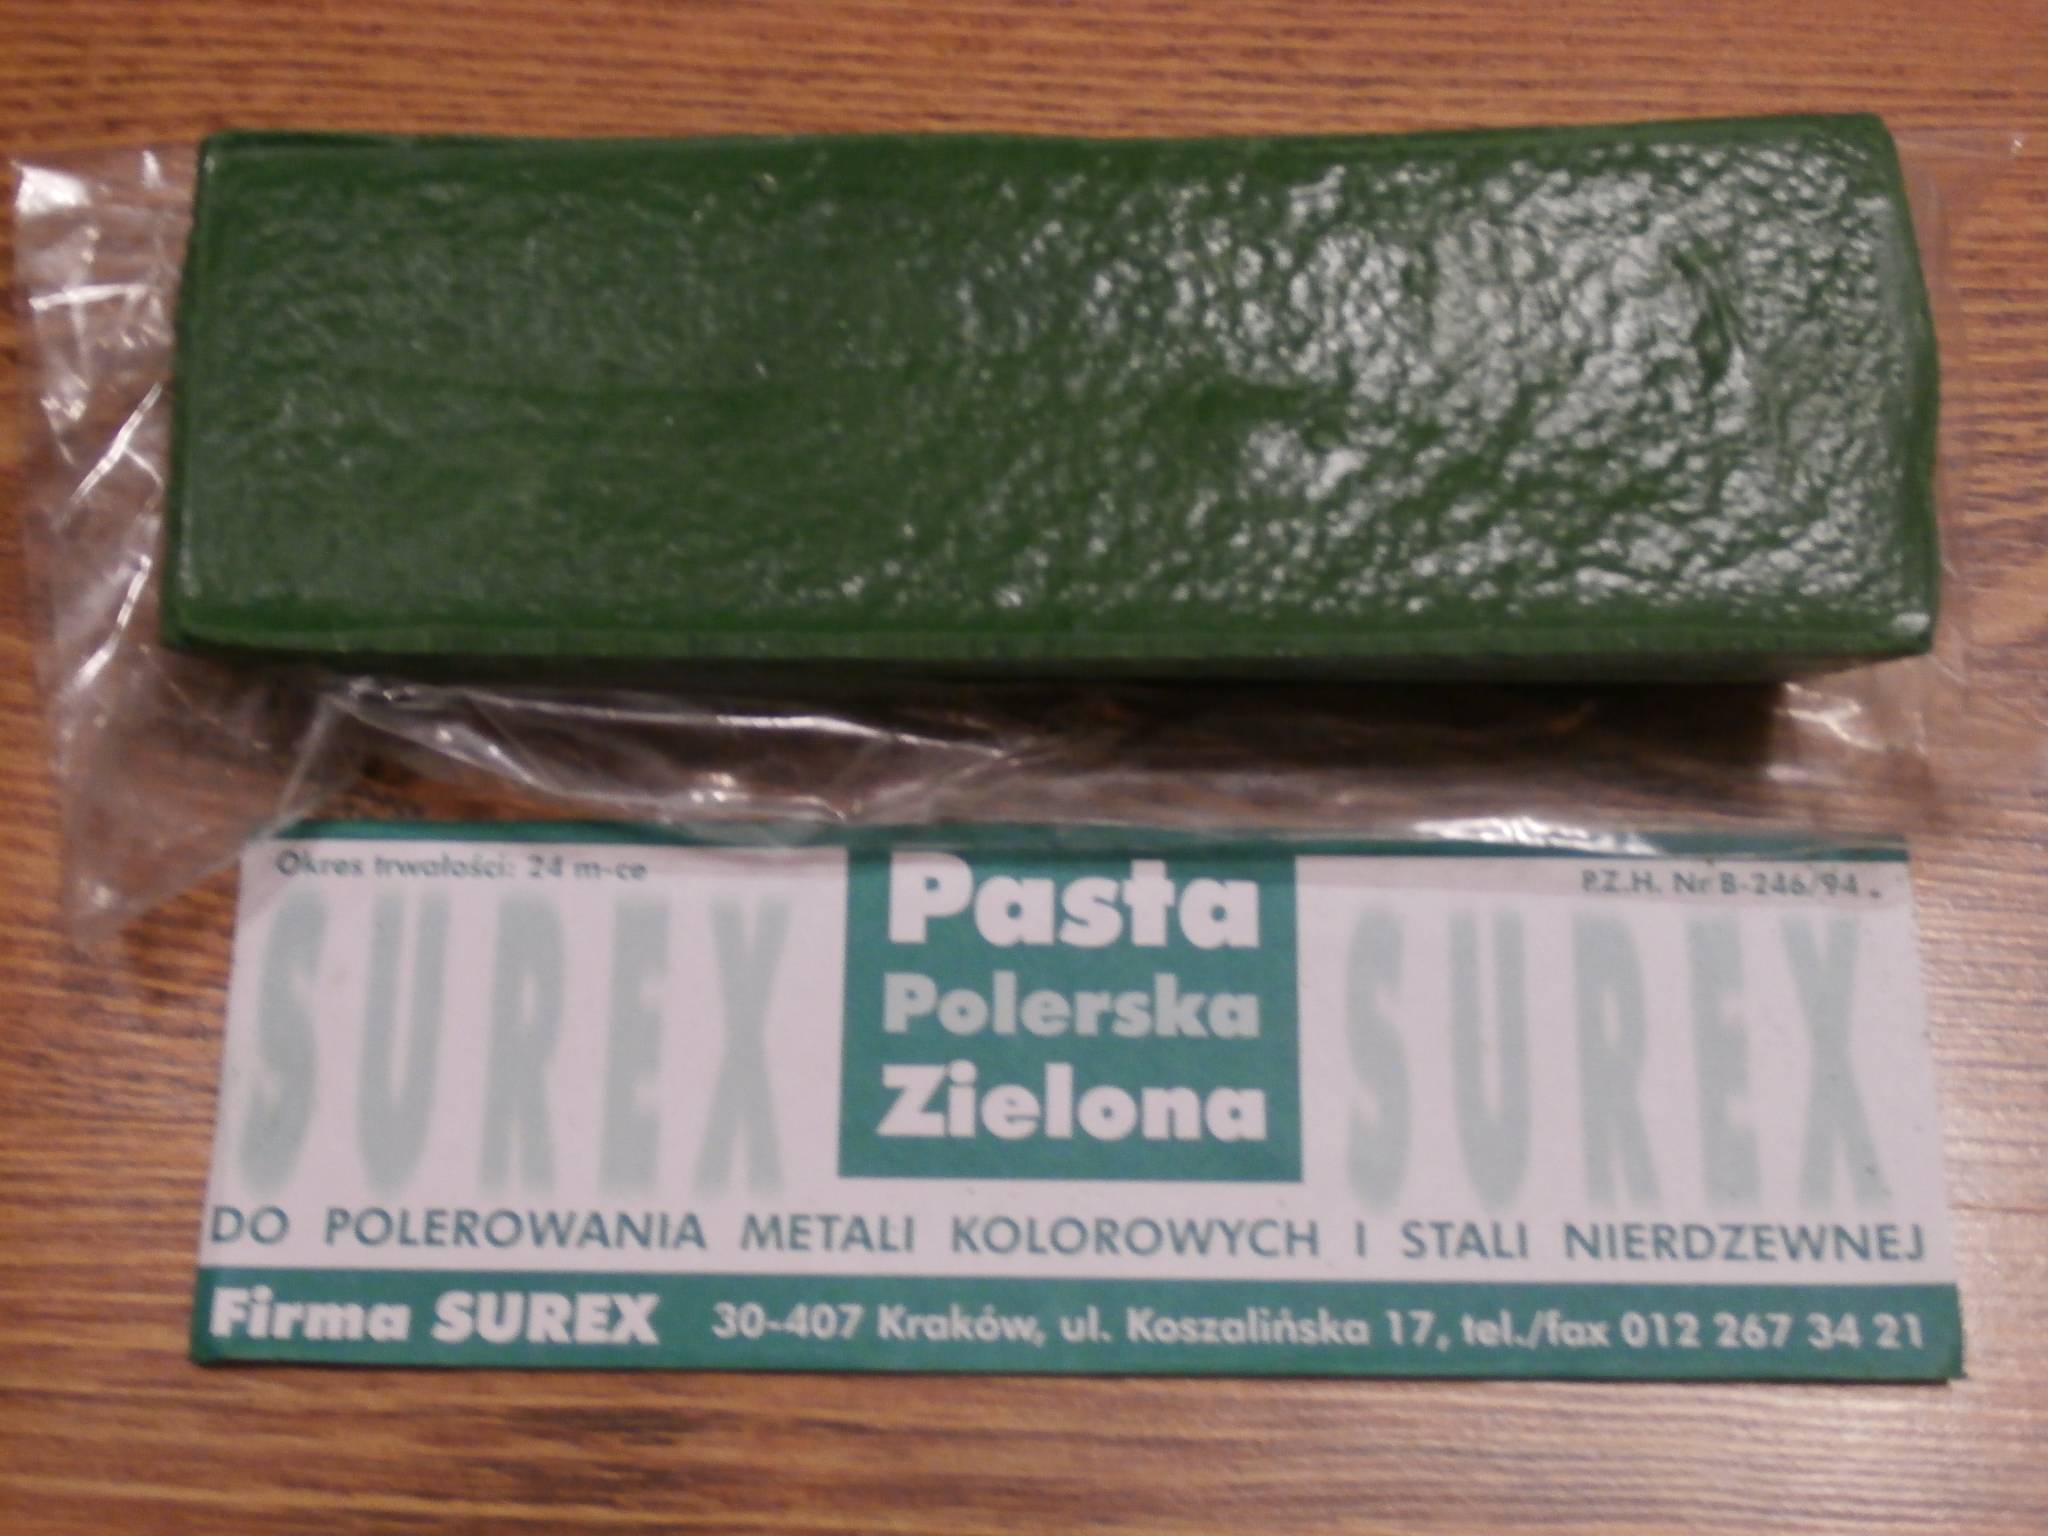 Okres trwałości: 24 m-ce
P.Z.H. Nr B-246/94
SUREX
Pasta
Polerska
Zielona
SUREX
DO POLEROWANIA METALI KOLOROWYCH I STALI NIERDZEWNEJ
Firma SUREX 30-407 Kraków, ul. Koszalińska 17, tel./fax 012 267 34 21